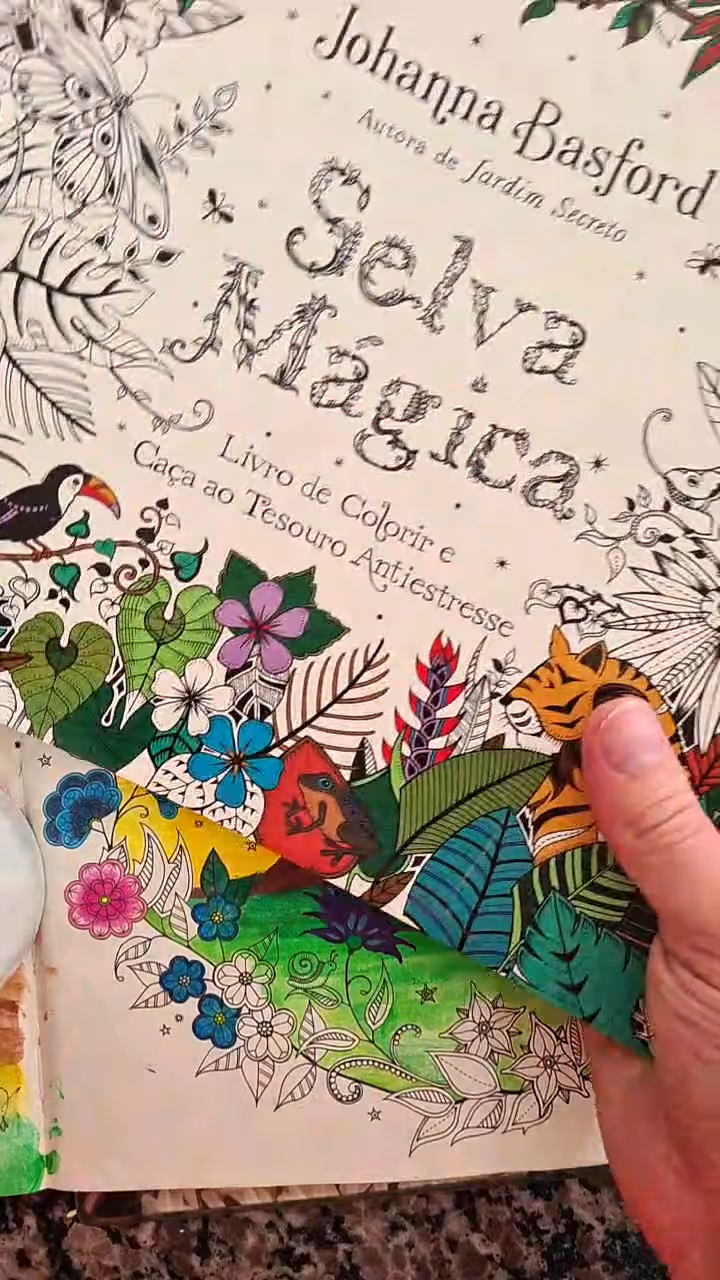 Johanna Basford
Autora de Jardim Secreto
Selva
Mágica
Livro de Colorir e
Caça ao Tesouro Antiestresse